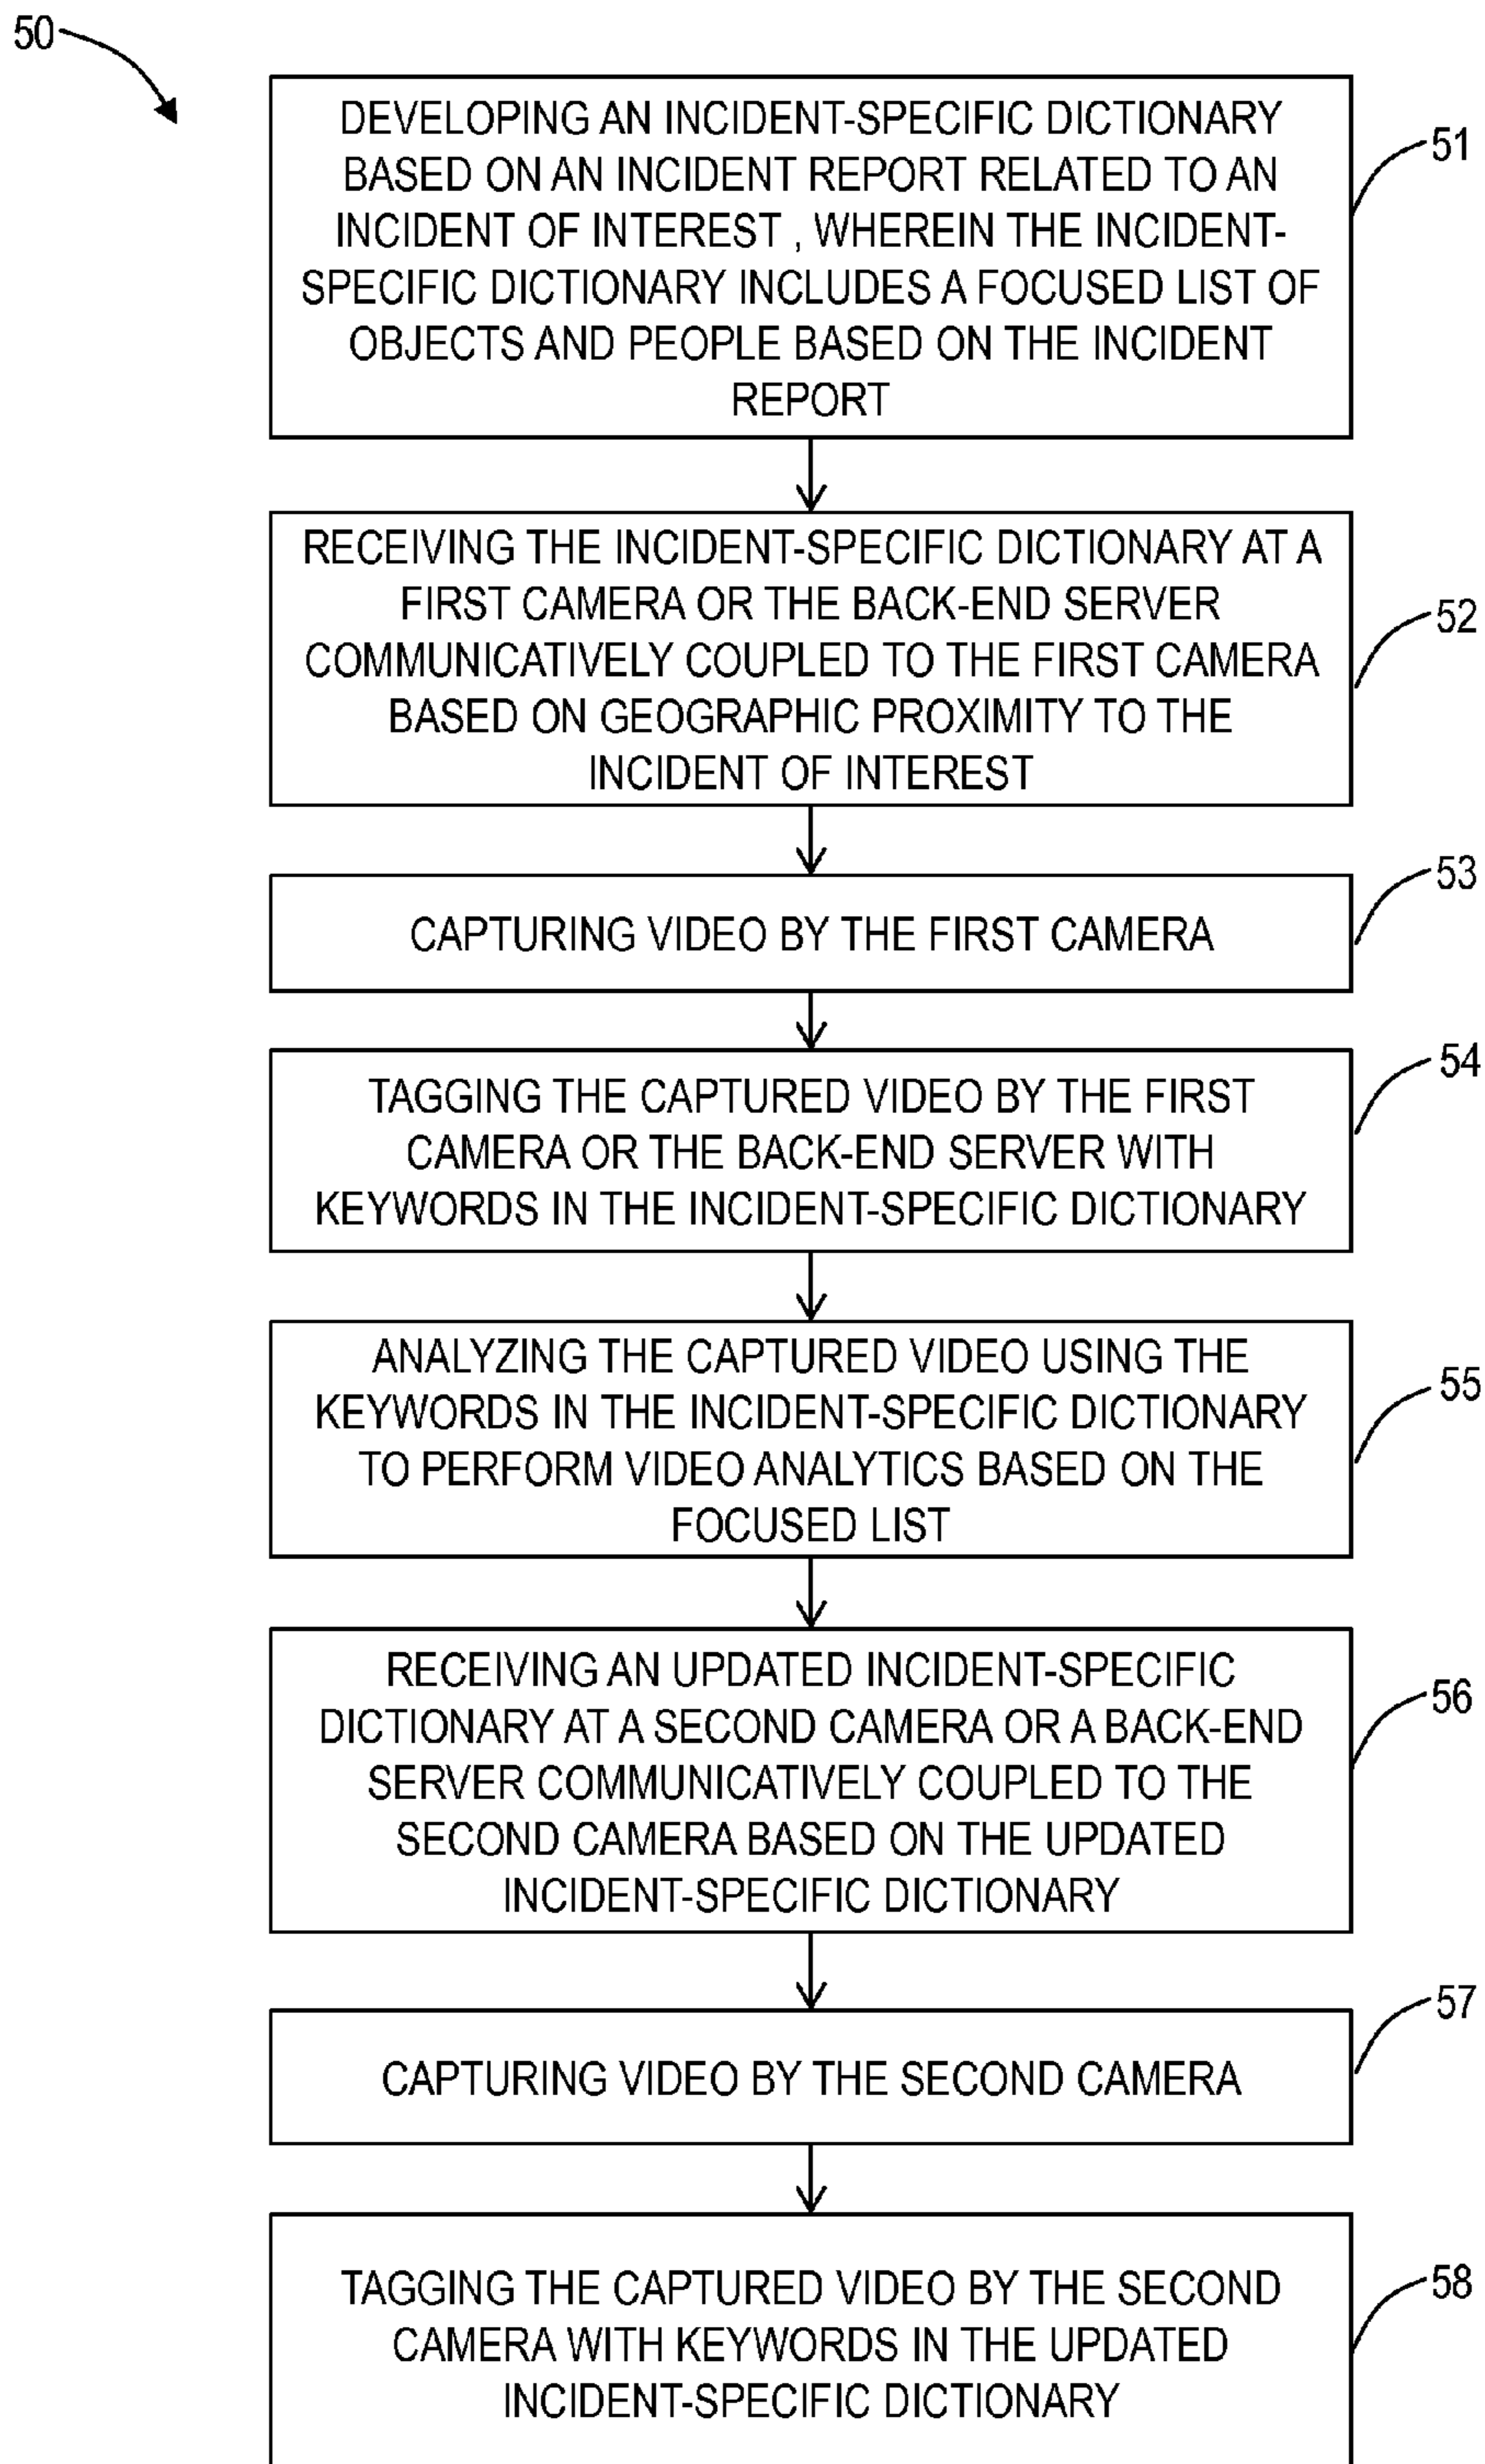 50
DEVELOPING AN INCIDENT-SPECIFIC DICTIONARY
BASED ON AN INCIDENT REPORT RELATED TO AN
INCIDENT OF INTEREST , WHEREIN THE INCIDENT-
SPECIFIC DICTIONARY INCLUDES A FOCUSED LIST OF
OBJECTS AND PEOPLE BASED ON THE INCIDENT
REPORT
51
RECEIVING THE INCIDENT-SPECIFIC DICTIONARY AT A
FIRST CAMERA OR THE BACK-END SERVER
COMMUNICATIVELY COUPLED TO THE FIRST CAMERA
BASED ON GEOGRAPHIC PROXIMITY TO THE
INCIDENT OF INTEREST
52
CAPTURING VIDEO BY THE FIRST CAMERA
53
TAGGING THE CAPTURED VIDEO BY THE FIRST
CAMERA OR THE BACK-END SERVER WITH
KEYWORDS IN THE INCIDENT-SPECIFIC DICTIONARY
54
ANALYZING THE CAPTURED VIDEO USING THE
KEYWORDS IN THE INCIDENT-SPECIFIC DICTIONARY
TO PERFORM VIDEO ANALYTICS BASED ON THE
FOCUSED LIST
55
RECEIVING AN UPDATED INCIDENT-SPECIFIC
DICTIONARY AT A SECOND CAMERA OR A BACK-END
SERVER COMMUNICATIVELY COUPLED TO THE
SECOND CAMERA BASED ON THE UPDATED
INCIDENT-SPECIFIC DICTIONARY
56
CAPTURING VIDEO BY THE SECOND CAMERA
57
TAGGING THE CAPTURED VIDEO BY THE SECOND
CAMERA WITH KEYWORDS IN THE UPDATED
INCIDENT-SPECIFIC DICTIONARY
58